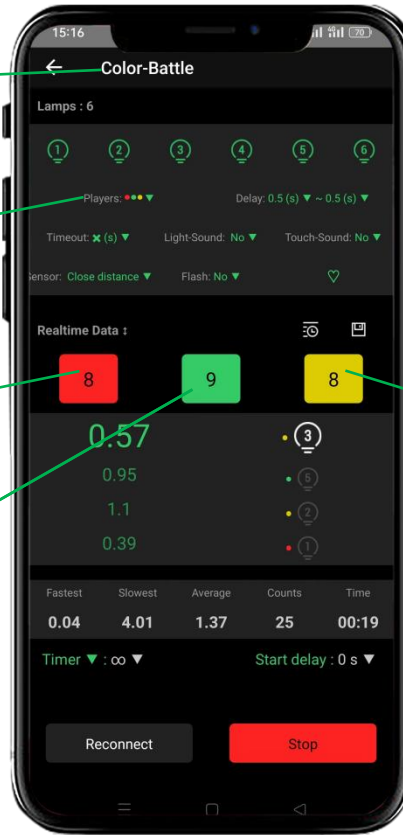 15:16 70
Color-Battle
Lamps : 6
1 2 3 4 5 6
Players: Delay: 0.5 (s) ▼ ~ 0.5 (s) ▼
Timeout: × (s) ▼ Light-Sound: No ▼ Touch-Sound: No ▼
ensor: Close distance ▼ Flash: No ▼
Realtime Data ↕
8 9 8
0.57 3
0.95 5
1.1 2
0.39 1
Fastest Slowest Average Counts Time
0.04 4.01 1.37 25 00:19
Timer ▼ : ∞ ▼ Start delay : 0 s ▼
Reconnect Stop